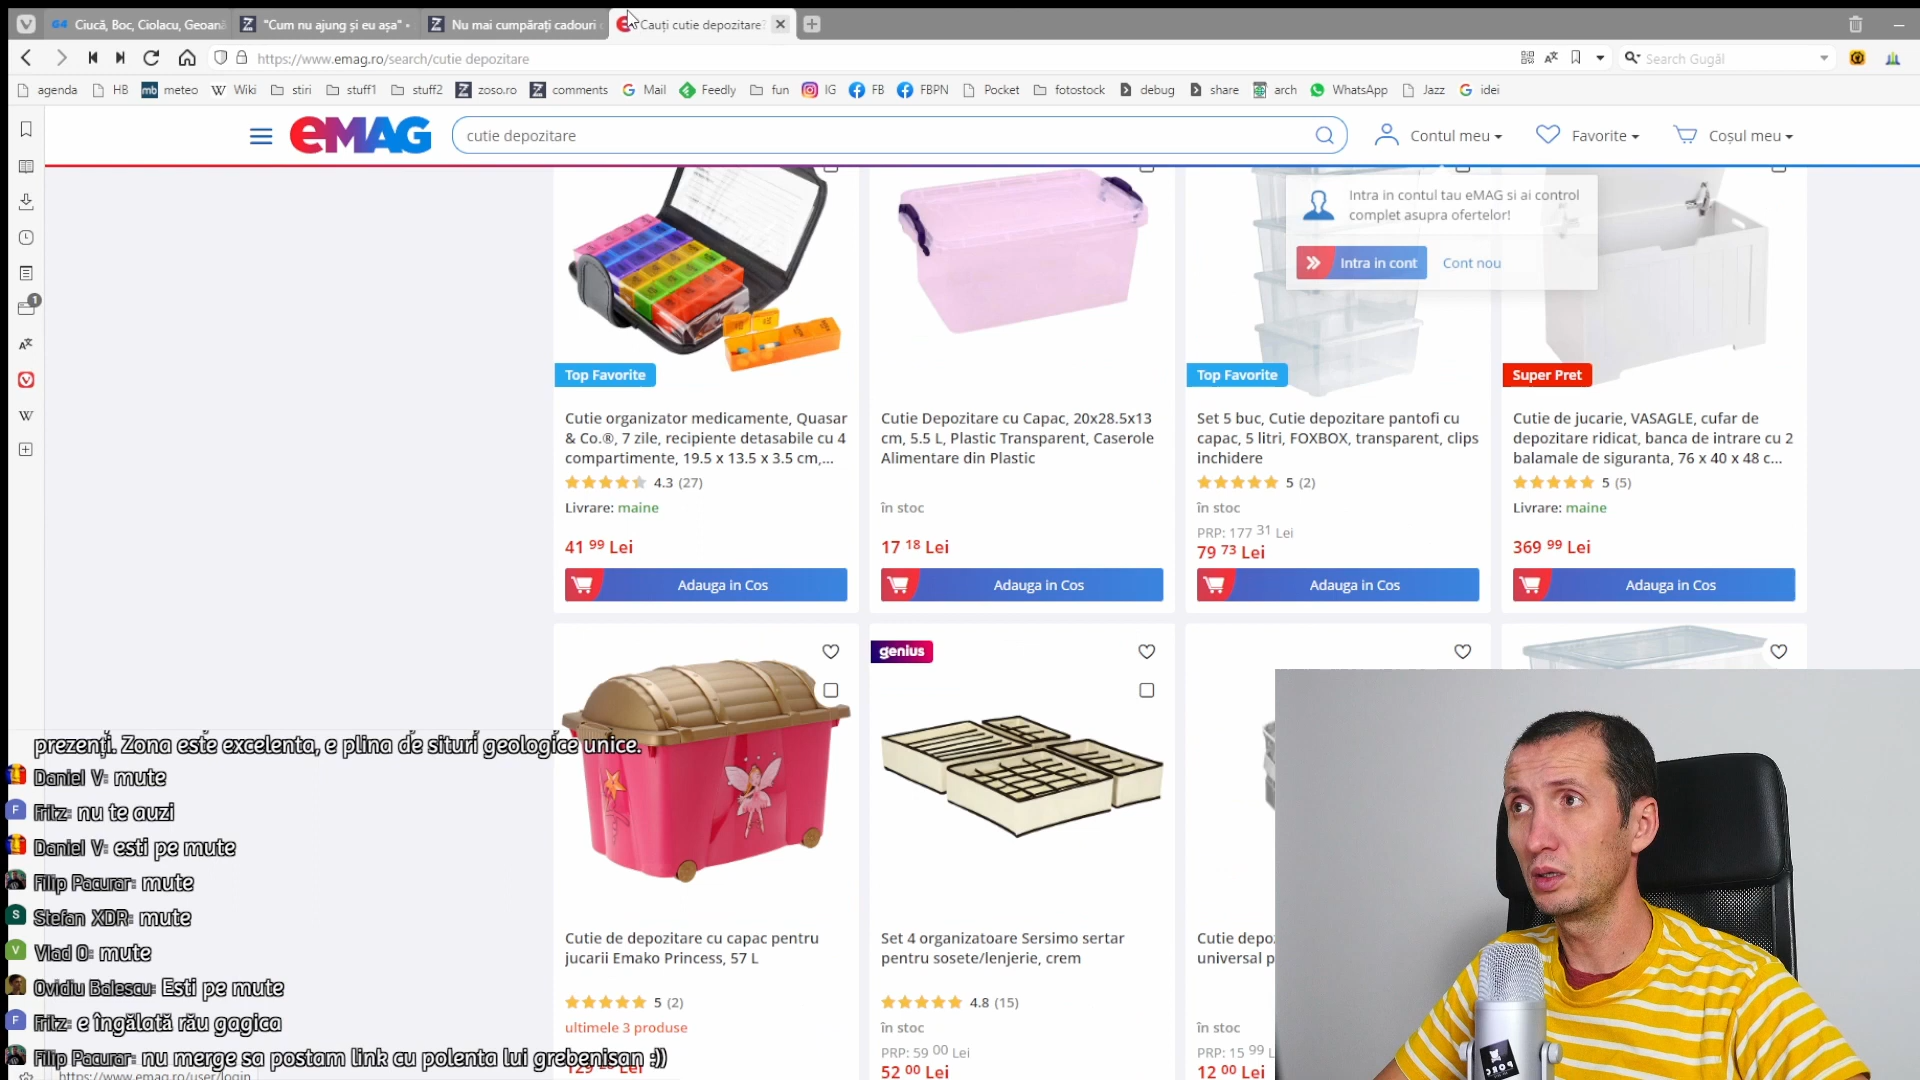 G4 Ciucă, Boc, Ciolacu, Geoană
Z "Cum nu ajung și eu așa" •
Z Nu mai cumpărați cadouri
Cauți cutie depozitare?
https://www.emag.ro/search/cutie depozitare
Search Gugăl
agenda HB mb meteo W Wiki stiri stuff1 stuff2 Z zoso.ro Z comments G Mail Feedly fun IG FB FBPN Pocket fotostock debug share arch WhatsApp Jazz G idei
eMAG
cutie depozitare
Contul meu
Favorite
Coșul meu
Intra in contul tau eMAG si ai control
complet asupra ofertelor!
Intra in cont
Cont nou
1
W
Top Favorite
Cutie organizator medicamente, Quasar
& Co.®, 7 zile, recipiente detasabile cu 4
compartimente, 19.5 x 13.5 x 3.5 cm,...
4.3 (27)
Livrare: maine
41 99 Lei
Adauga in Cos
Cutie Depozitare cu Capac, 20x28.5x13
cm, 5.5 L, Plastic Transparent, Caserole
Alimentare din Plastic
în stoc
17 18 Lei
Adauga in Cos
Top Favorite
Set 5 buc, Cutie depozitare pantofi cu
capac, 5 litri, FOXBOX, transparent, clips
inchidere
5 (2)
în stoc
PRP: 177 31 Lei
79 73 Lei
Adauga in Cos
Super Pret
Cutie de jucarie, VASAGLE, cufar de
depozitare ridicat, banca de intrare cu 2
balamale de siguranta, 76 x 40 x 48 c...
5 (5)
Livrare: maine
369 99 Lei
Adauga in Cos
Cutie de depozitare cu capac pentru
jucarii Emako Princess, 57 L
5 (2)
ultimele 3 produse
Lei
genius
Set 4 organizatoare Sersimo sertar
pentru sosete/lenjerie, crem
4.8 (15)
în stoc
PRP: 59 00 Lei
52 00 Lei
Cutie depo
universal p
în stoc
PRP: 15 99 L
12 00 Lei
prezenți. Zona este excelenta, e plina de situri geologice unice.
Daniel V: mute
F Fritz: nu te auzi
Daniel V: esti pe mute
Filip Pacurar: mute
S Stefan XDR: mute
V Vlad O: mute
Ovidiu Balescu: Esti pe mute
F Fritz: e îngălată rău gagica
Filip Pacurar: nu merge sa postam link cu polenta lui grebenisan :))
https://www.emag.ro/user/login